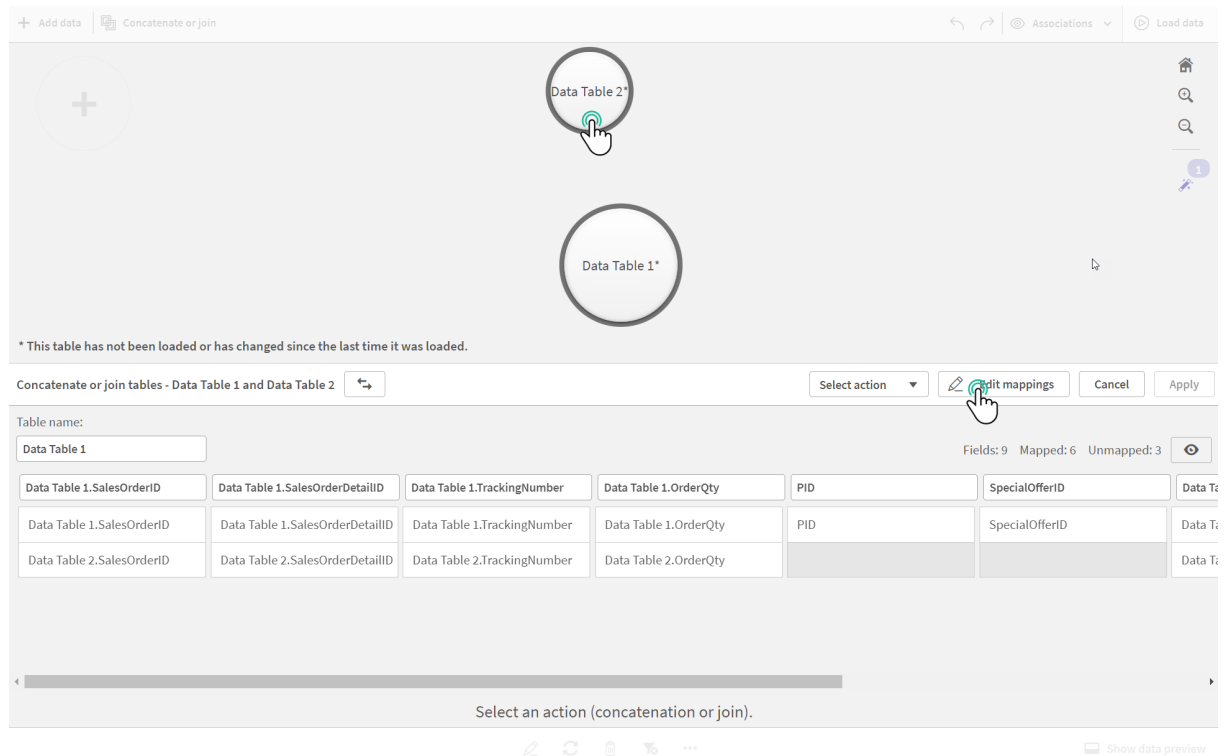 Add data Concatenate or join Associations Load data
Data Table 2*
1
Data Table 1*
* This table has not been loaded or has changed since the last time it was loaded.
Concatenate or join tables - Data Table 1 and Data Table 2 Select action Edit mappings Cancel Apply
Table name:
Data Table 1 Fields: 9 Mapped: 6 Unmapped: 3
Data Table 1.SalesOrderID Data Table 1.SalesOrderDetailID Data Table 1.TrackingNumber Data Table 1.OrderQty PID SpecialOfferID Data
Data Table 1.SalesOrderID Data Table 1.SalesOrderDetailID Data Table 1.TrackingNumber Data Table 1.OrderQty PID SpecialOfferID Data
Data Table 2.SalesOrderID Data Table 2.SalesOrderDetailID Data Table 2.TrackingNumber Data Table 2.OrderQty Data
Select an action (concatenation or join).
Show data preview